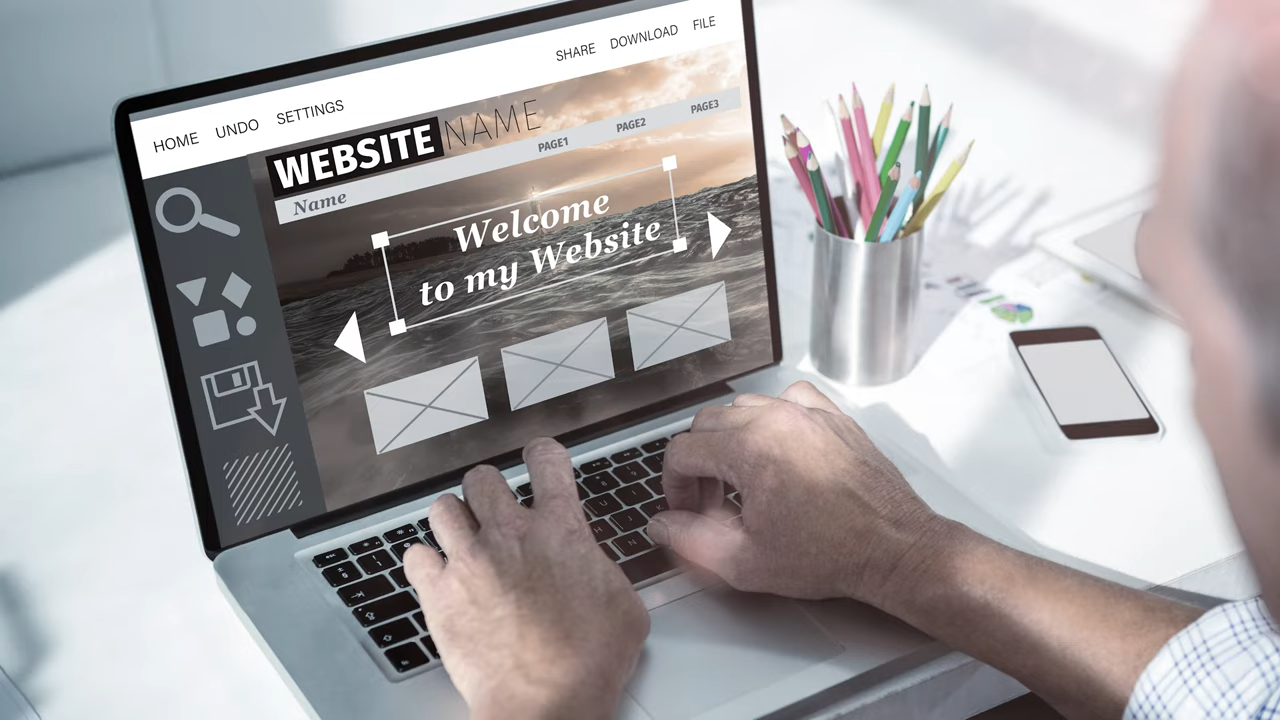 HOME UNDO SETTINGS SHARE DOWNLOAD FILE
WEBSITE NAME
Name PAGE1 PAGE2 PAGE3
Welcome
to my Website